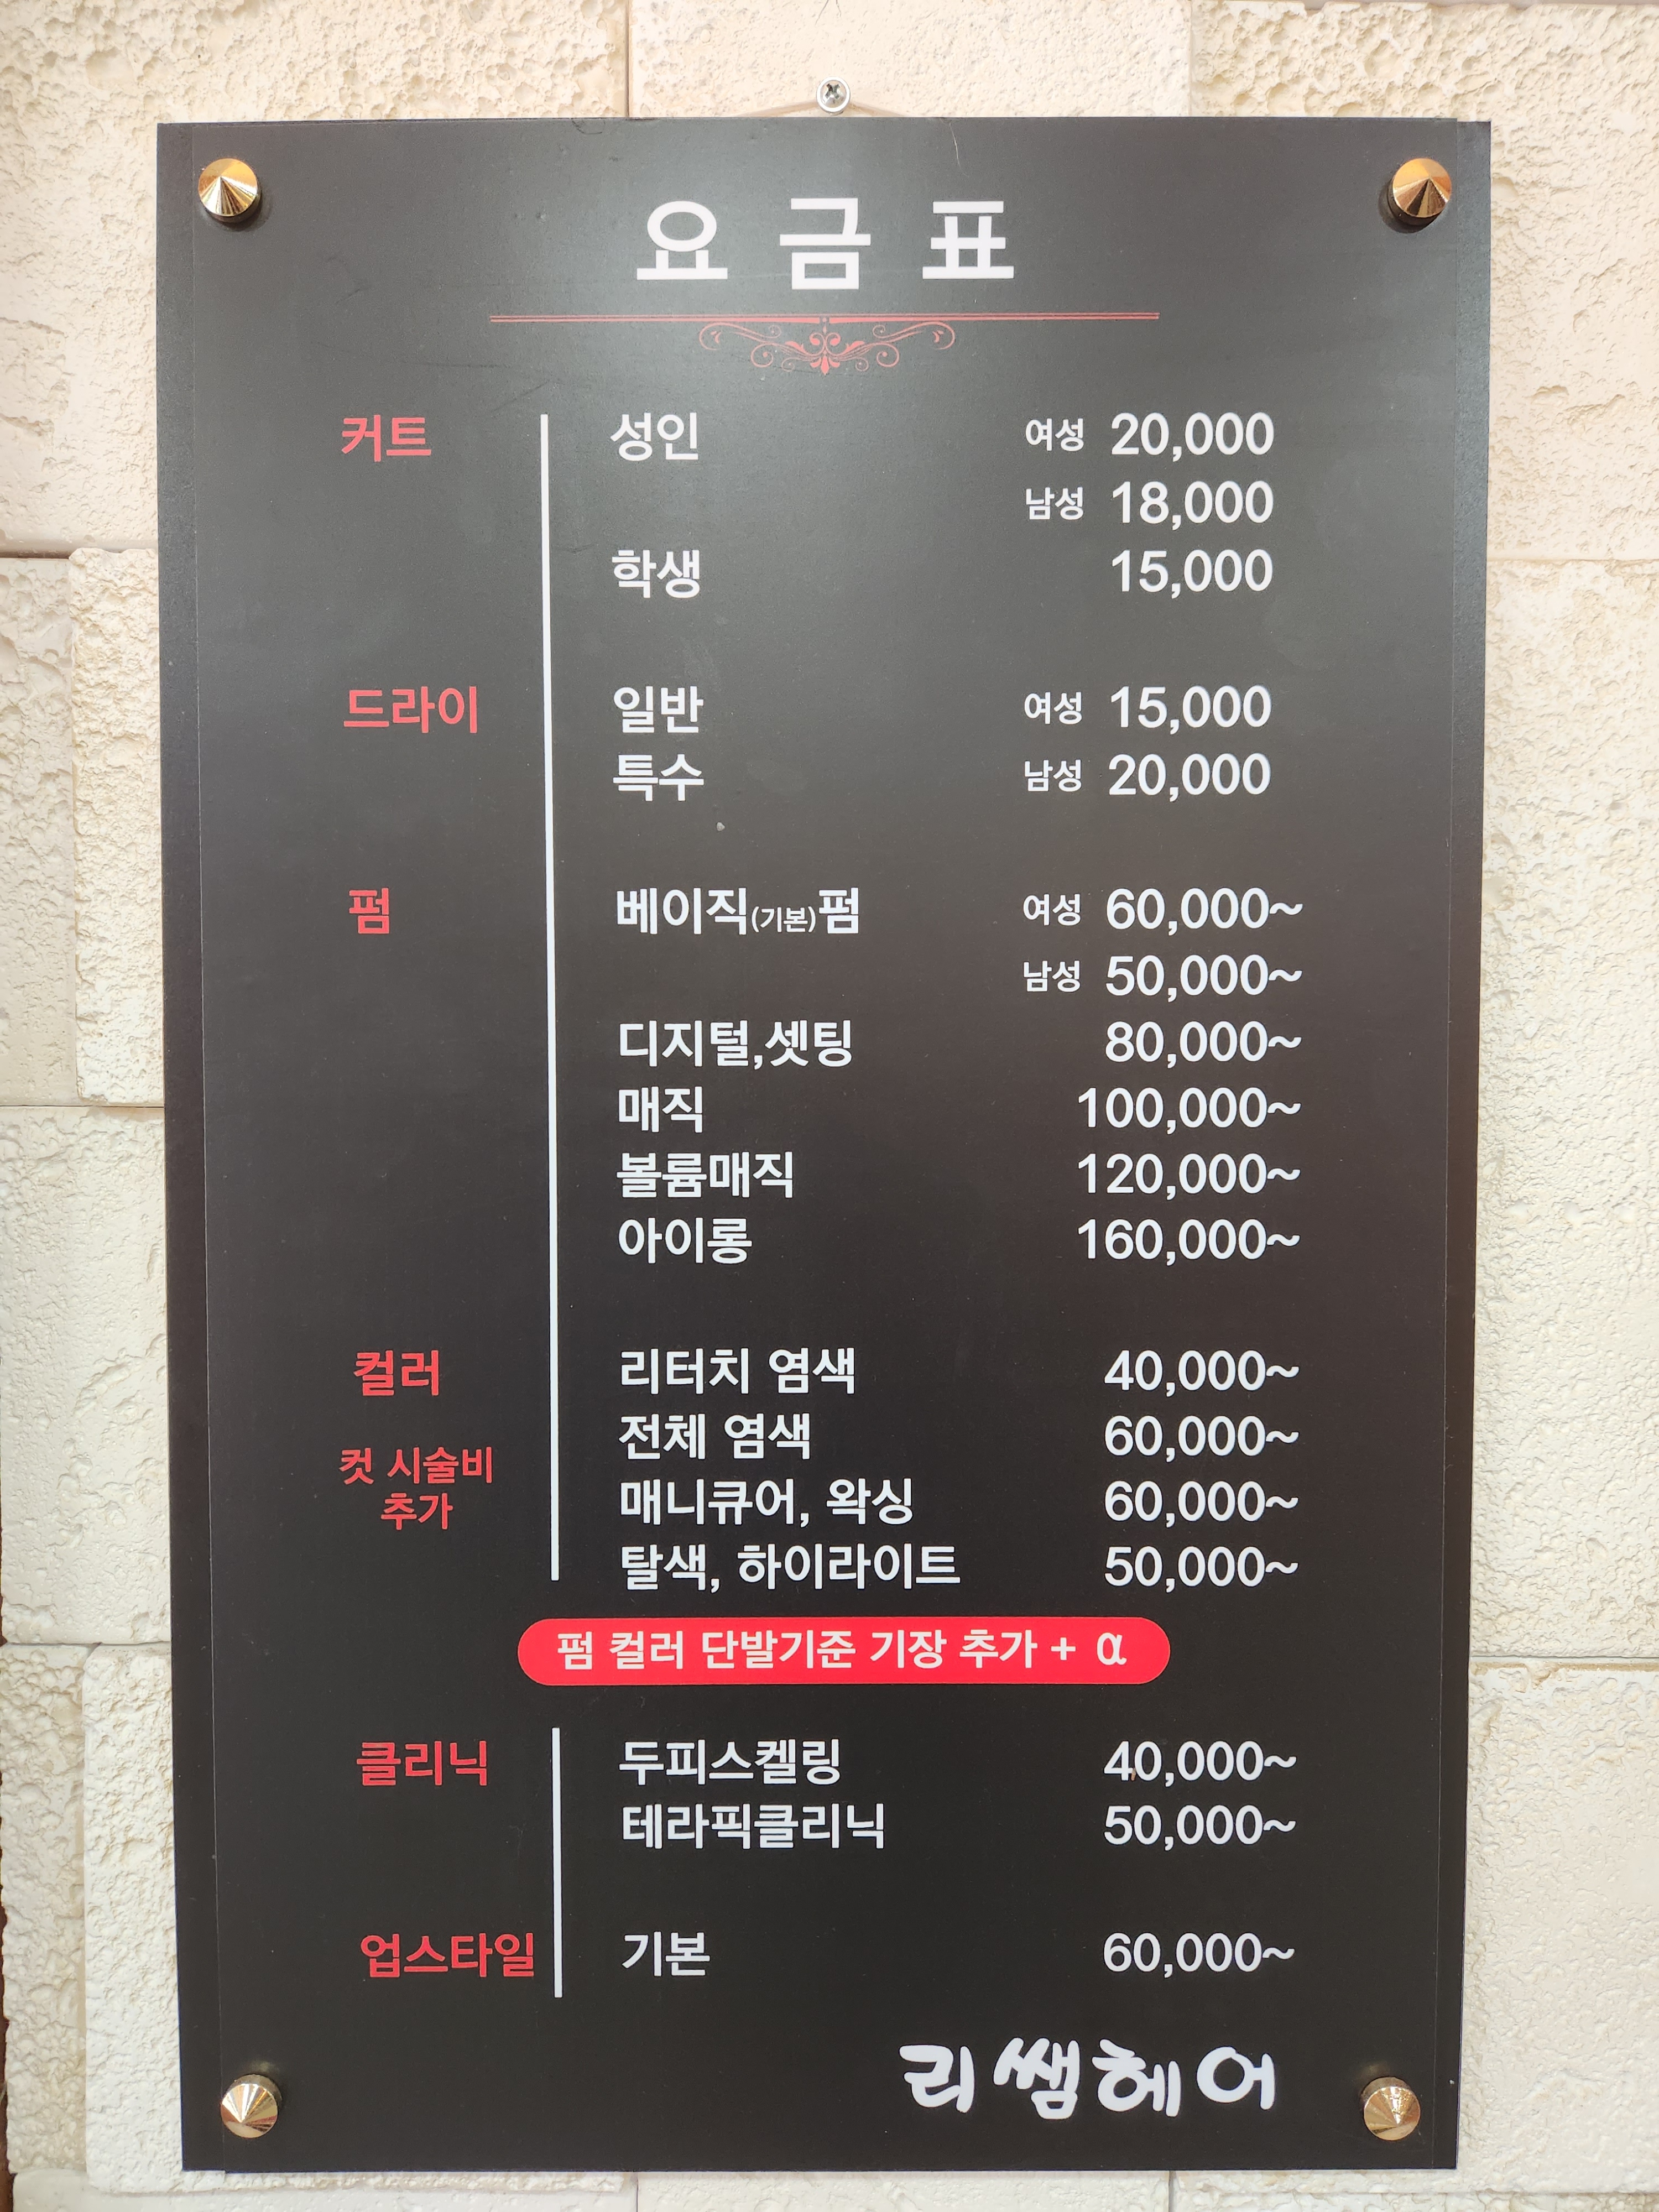 요금표
커트 성인 여성 20,000
남성 18,000
학생 15,000
드라이 일반 여성 15,000
특수 남성 20,000
펌 베이직(기본)펌 여성 60,000~
남성 50,000~
디지털,셋팅 80,000~
매직 100,000~
볼륨매직 120,000~
아이롱 160,000~
컬러 리터치 염색 40,000~
전체 염색 60,000~
컷 시술비
추가
매니큐어, 왁싱 60,000~
탈색, 하이라이트 50,000~
펌 컬러 단발기준 기장 추가 + α
클리닉 두피스켈링 40,000~
테라픽클리닉 50,000~
업스타일 기본 60,000~
리쌤헤어